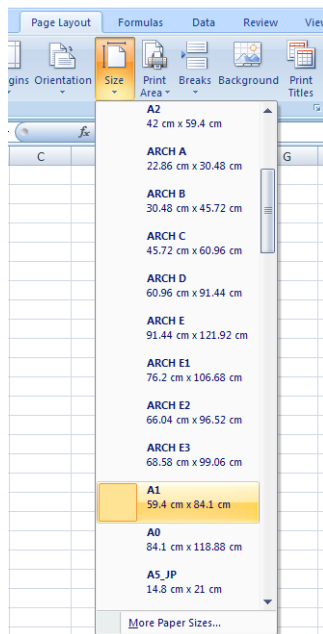 Page Layout Formulas Data Review
gins Orientation Size Print Area Breaks Background Print Titles
fx
C G
A2
42 cm x 59.4 cm
ARCH A
22.86 cm x 30.48 cm
ARCH B
30.48 cm x 45.72 cm
ARCH C
45.72 cm x 60.96 cm
ARCH D
60.96 cm x 91.44 cm
ARCH E
91.44 cm x 121.92 cm
ARCH E1
76.2 cm x 106.68 cm
ARCH E2
66.04 cm x 96.52 cm
ARCH E3
68.58 cm x 99.06 cm
A1
59.4 cm x 84.1 cm
A0
84.1 cm x 118.88 cm
A5_JP
14.8 cm x 21 cm
More Paper Sizes...